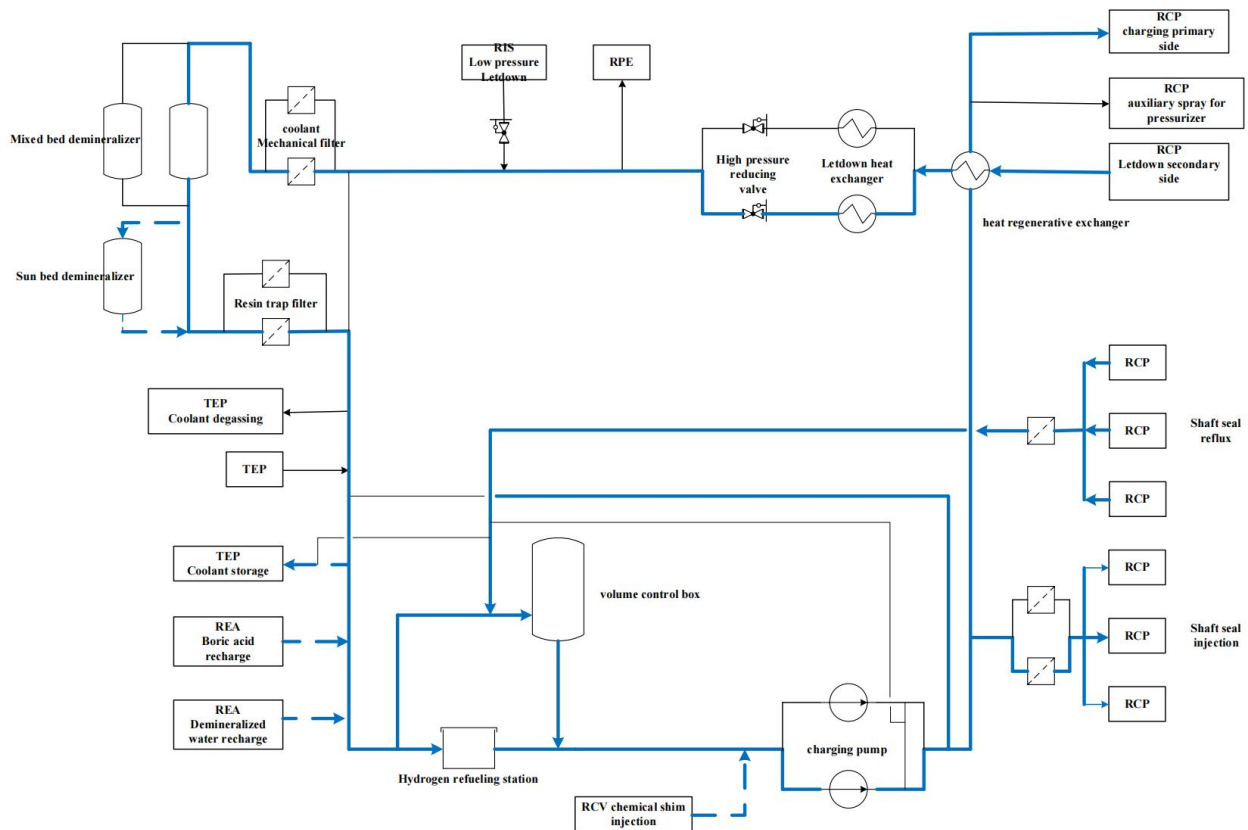 RCP
charging primary
side
RIS
Low pressure
Letdown
RPE
RCP
auxiliary spray for
pressurizer
Mixed bed demineralizer
coolant
Mechanical filter
High pressure
reducing
valve
Letdown heat
exchanger
RCP
Letdown secondary
side
heat regenerative exchanger
Sun bed demineralizer
Resin trap filter
RCP
TEP
Coolant degassing
RCP
Shaft seal
reflux
TEP
RCP
TEP
Coolant storage
RCP
volume control box
REA
Boric acid
recharge
RCP
Shaft seal
injection
REA
Demineralized
water recharge
RCP
charging pump
Hydrogen refueling station
RCV chemical shim
injection